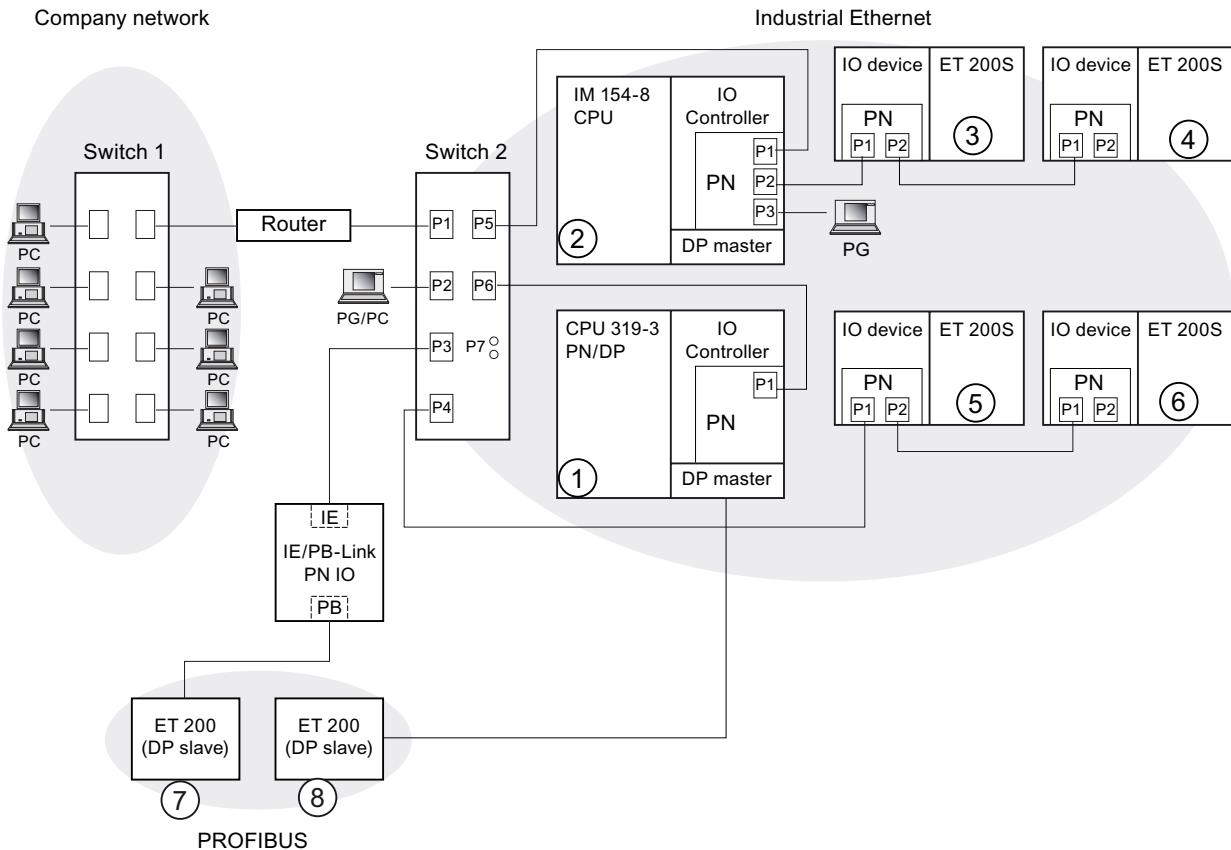 Company network
Industrial Ethernet
Switch 1
PC
PC
PC
PC
PC
PC
PC
Router
Switch 2
P1 P5
P2 P6
P3 P7
P4
PG/PC
IM 154-8
CPU
IO
Controller
P1
PN P2
P3
DP master
2
PG
IO device ET 200S
PN
P1 P2
3
IO device ET 200S
PN
P1 P2
4
CPU 319-3
PN/DP
IO
Controller
P1
PN
DP master
1
IO device ET 200S
PN
P1 P2
5
IO device ET 200S
PN
P1 P2
6
IE
IE/PB-Link
PN IO
PB
ET 200
(DP slave)
7
ET 200
(DP slave)
8
PROFIBUS